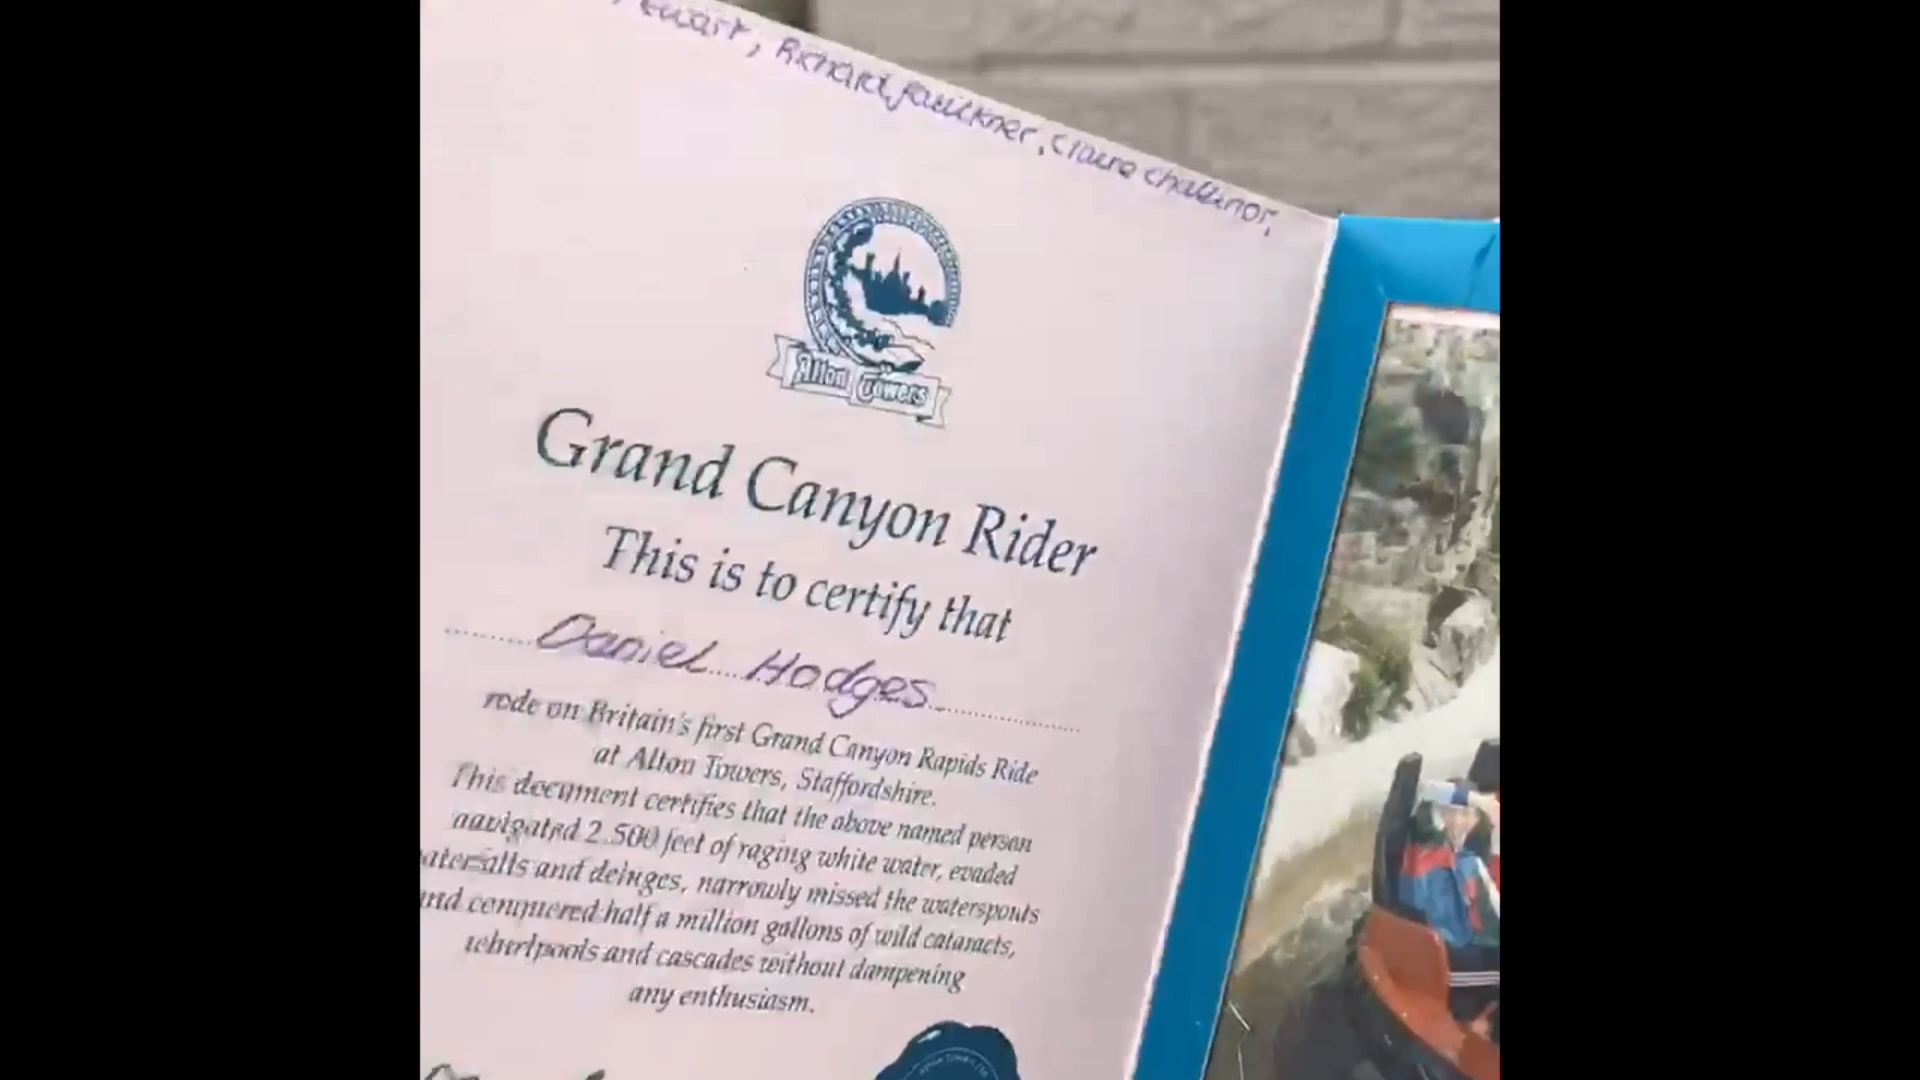 Richard Faulkner, Claire Challinor,
Alton Towers
Grand Canyon Rider
This is to certify that
Daniel Hodges
rode on Britain's first Grand Canyon Rapids Ride
at Alton Towers, Staffordshire.
This document certifies that the above named person
navigated 2,500 feet of raging white water, evaded
and deluges, narrowly missed the waterspouts
conquered half a million gallons of wild cataracts,
whirlpools and cascades without dampening
any enthusiasm.